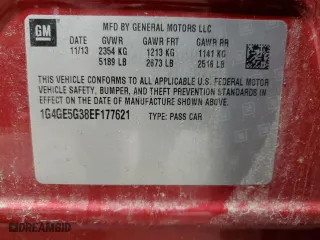 GM
MFD BY GENERAL MOTORS LLC
DATE GVWR GAWR FRT GAWR RR
11/13 2354 KG 1213 KG 1141 KG
5189 LB 2673 LB 2516 LB
THIS VEHICLE CONFORMS TO ALL APPLICABLE U.S. FEDERAL MOTOR
VEHICLE SAFETY, BUMPER, AND THEFT PREVENTION STANDARDS IN
EFFECT ON THE DATE OF MANUFACTURE SHOWN ABOVE.
1G4GE5G38EF177621 TYPE: PASS CAR